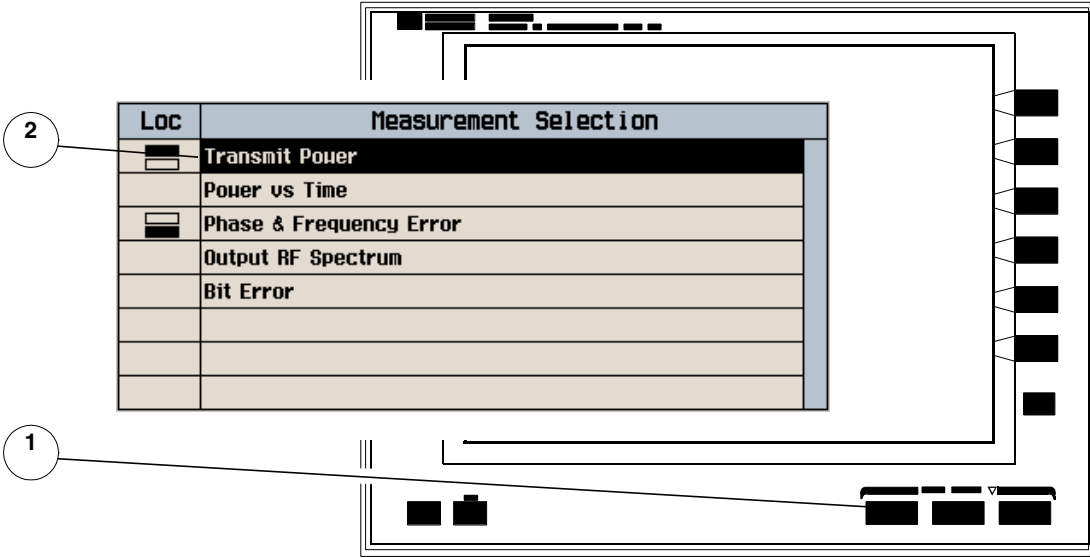 2
Loc Measurement Selection
Transmit Power
Power vs Time
Phase & Frequency Error
Output RF Spectrum
Bit Error
1